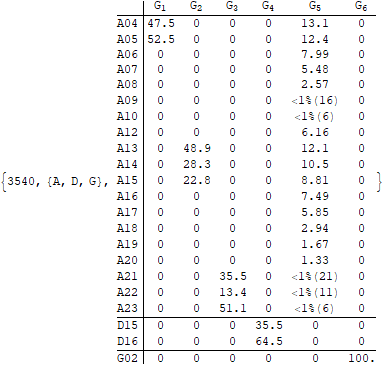 G₁ G₂ G₃ G₄ G₅ G₆
A04 47.5 0 0 0 13.1 0
A05 52.5 0 0 0 12.4 0
A06 0 0 0 0 7.99 0
A07 0 0 0 0 5.48 0
A08 0 0 0 0 2.57 0
A09 0 0 0 0 <1%(16) 0
A10 0 0 0 0 <1%(6) 0
A12 0 0 0 0 6.16 0
A13 0 48.9 0 0 12.1 0
A14 0 28.3 0 0 10.5 0
{3540, {A, D, G}, A15 0 22.8 0 0 8.81 0 }
A16 0 0 0 0 7.49 0
A17 0 0 0 0 5.85 0
A18 0 0 0 0 2.94 0
A19 0 0 0 0 1.67 0
A20 0 0 0 0 1.33 0
A21 0 0 35.5 0 <1%(21) 0
A22 0 0 13.4 0 <1%(11) 0
A23 0 0 51.1 0 <1%(6) 0
D15 0 0 0 35.5 0 0
D16 0 0 0 64.5 0 0
G02 0 0 0 0 0 100.